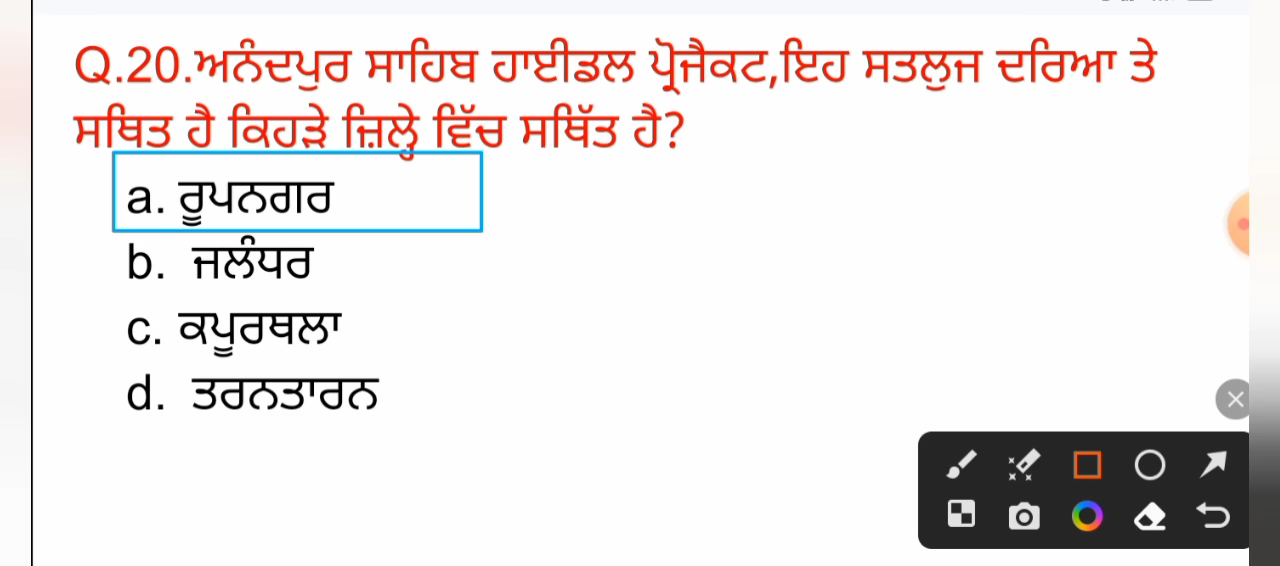 Q.20.ਅਨੰਦਪੁਰ ਸਾਹਿਬ ਹਾਈਡਲ ਪ੍ਰੋਜੈਕਟ,ਇਹ ਸਤਲੁਜ ਦਰਿਆ ਤੇ
ਸਥਿਤ ਹੈ ਕਿਹੜੇ ਜ਼ਿਲ੍ਹੇ ਵਿੱਚ ਸਥਿੱਤ ਹੈ?
a. ਰੂਪਨਗਰ
b. ਜਲੰਧਰ
c. ਕਪੂਰਥਲਾ
d. ਤਰਨਤਾਰਨ